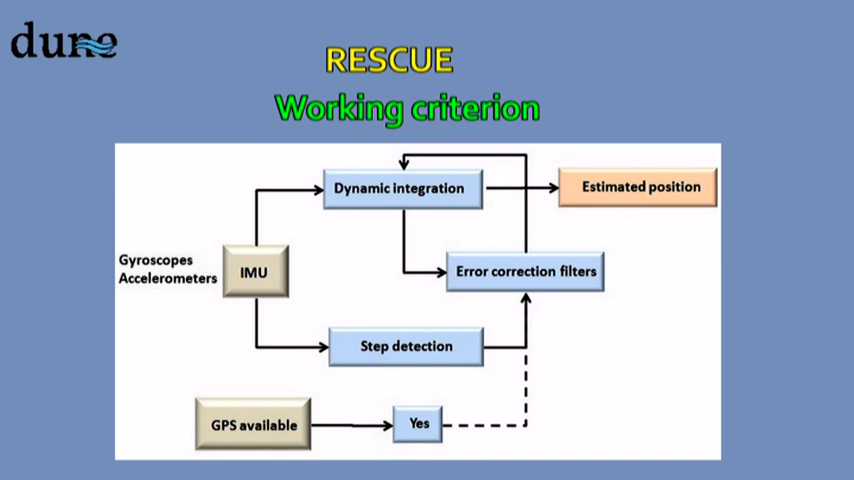 dune
RESCUE
Working criterion
Dynamic integration
Estimated position
Gyroscopes
Accelerometers
IMU
Error correction filters
Step detection
GPS available
Yes